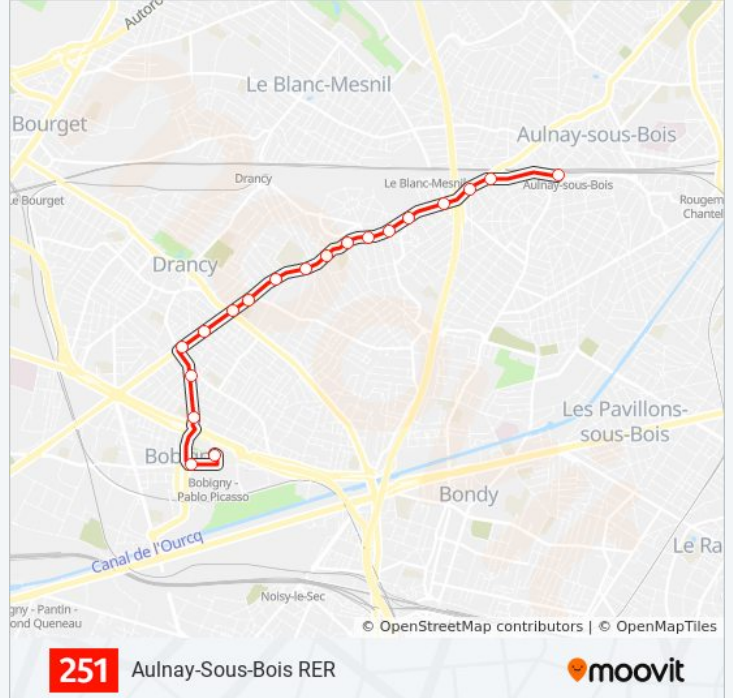 Autoro
Le Blanc-Mesnil
Bourget
Aulnay-sous-Bois
Drancy
Le Blanc-Mesnil
Aulnay-sous-Bois
Le Bourget
Rougem
Chantel
Drancy
Les Pavillons-
sous-Bois
Bobigny -
Pablo Picasso
Bondy
Canal de l'Ourcq
Le Ra
Noisy-le-Sec
gny - Pantin -
ond Queneau
© OpenStreetMap contributors | © OpenMapTiles
251
Aulnay-Sous-Bois RER
moovit